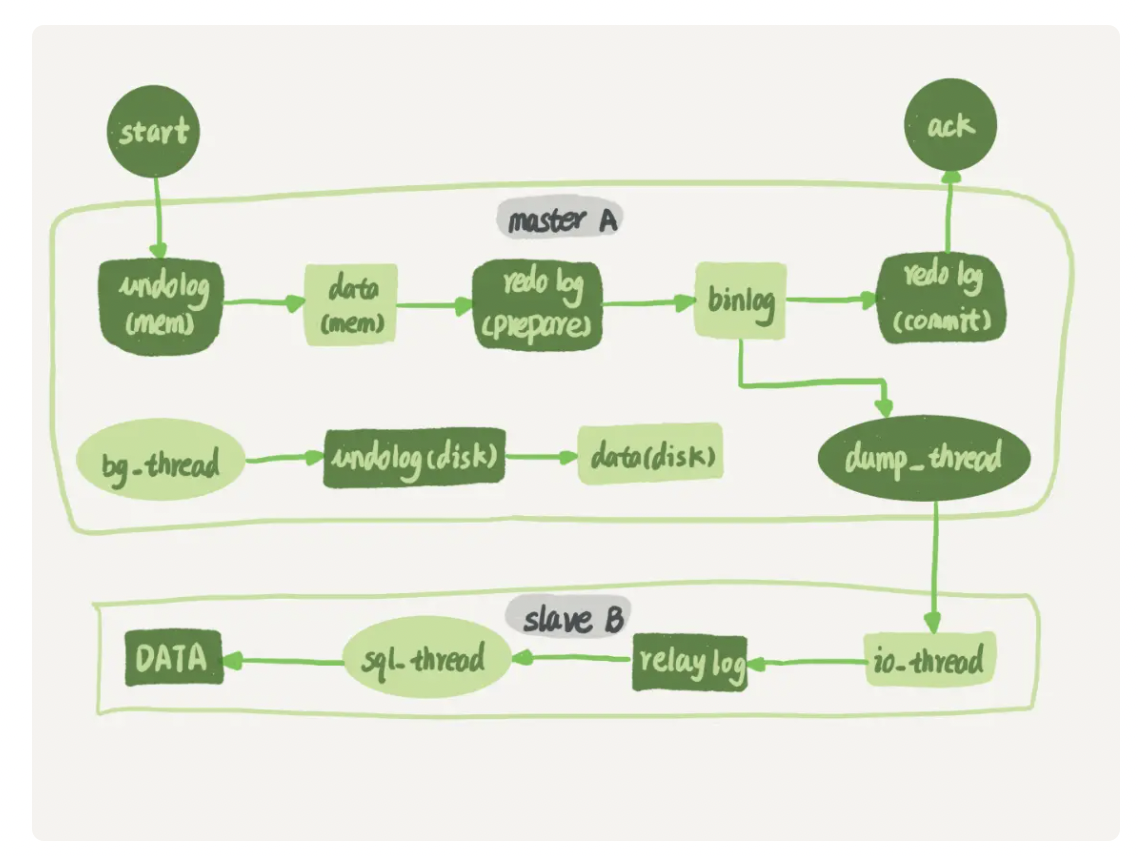 start
ack
master A
undolog
(mem)
data
(mem)
redo log
(prepare)
binlog
redo log
(commit)
bg_thread
undolog(disk)
data(disk)
dump_thread
slave B
DATA
sql_thread
relay log
io_thread